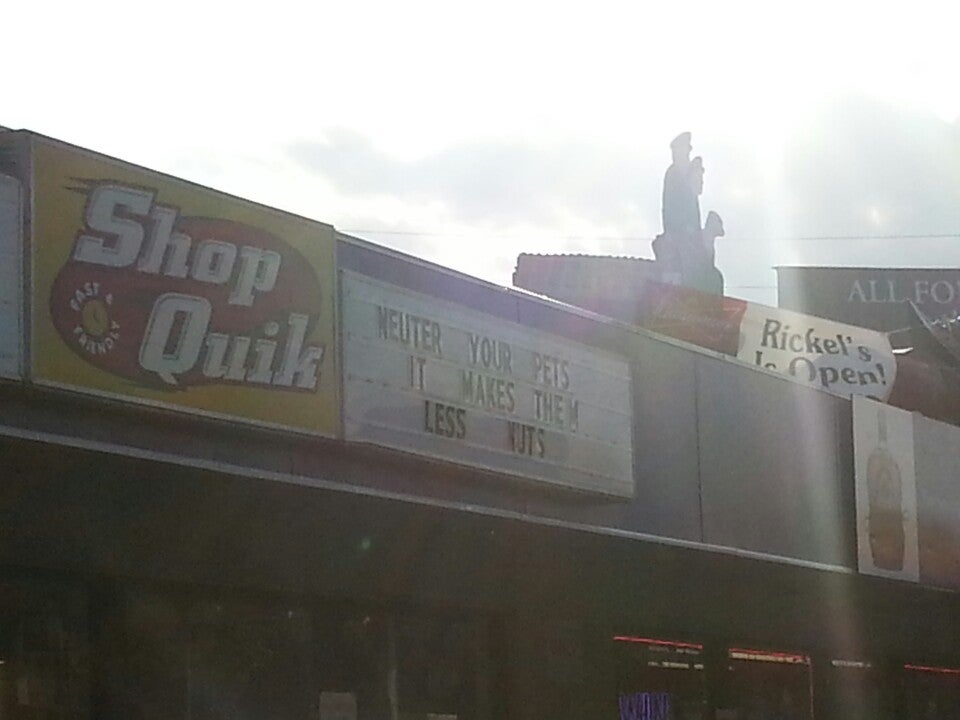 Shop
Quik
FAST &
FRIENDLY
NEUTER YOUR PETS
IT MAKES THEM
LESS NUTS
Rickel's
Is Open!
ALL FO